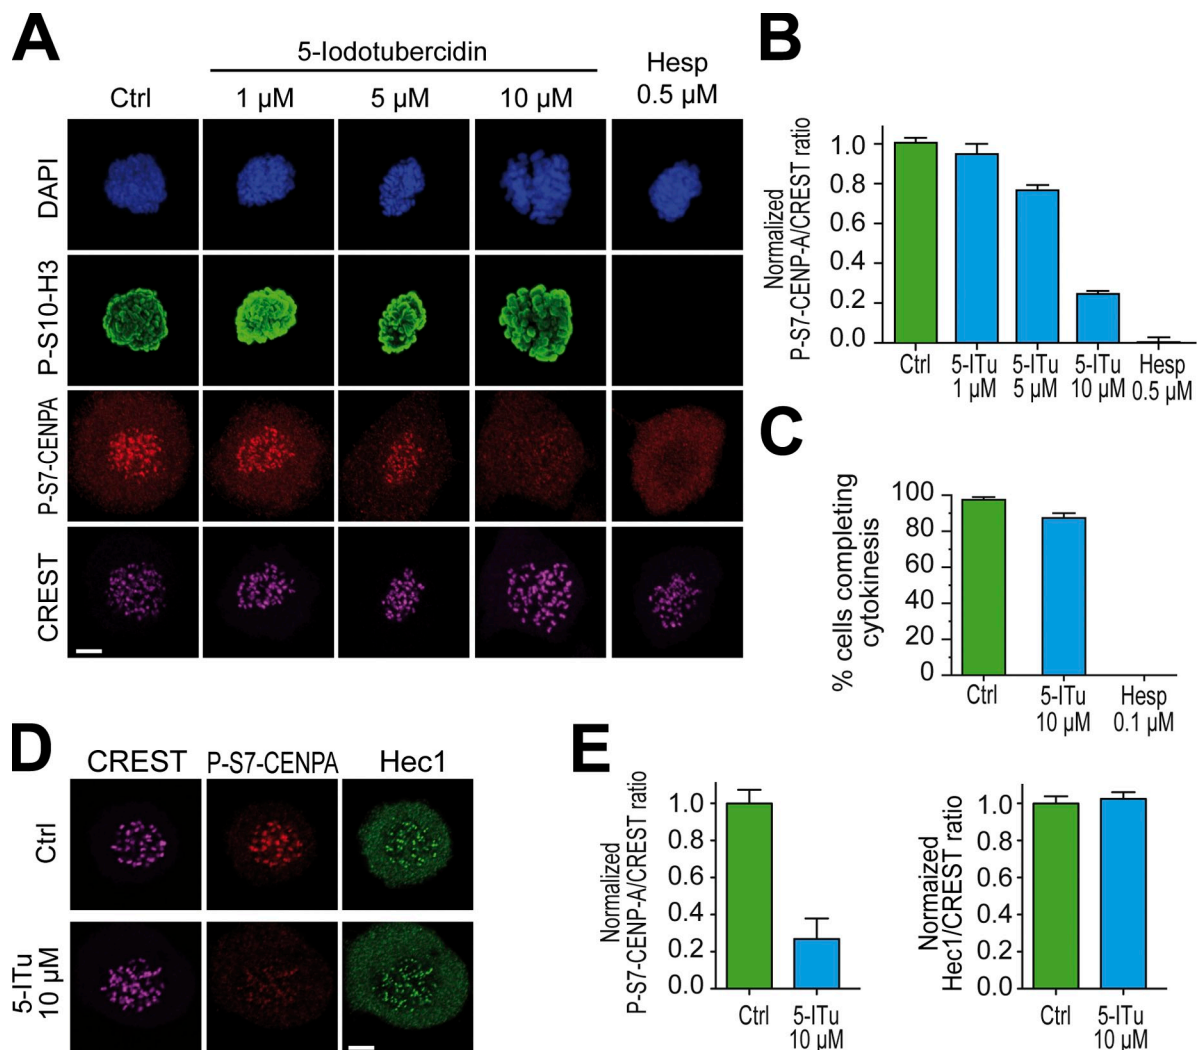 A
5-Iodotubercidin
Hesp
0.5 µM
Ctrl
1 µM
5 µM
10 µM
DAPI
P-S10-H3
P-S7-CENPA
CREST
B
Normalized
P-S7-CENP-A/CREST ratio
1.0
0.8
0.6
0.4
0.2
0.0
Ctrl
5-ITu
1 µM
5-ITu
5 µM
5-ITu
10 µM
Hesp
0.5 µM
C
% cells completing
cytokinesis
100
80
60
40
20
0
Ctrl
5-ITu
10 µM
Hesp
0.1 µM
D
CREST
P-S7-CENPA
Hec1
Ctrl
5-ITu
10 µM
E
Normalized
P-S7-CENP-A/CREST ratio
1.0
0.8
0.6
0.4
0.2
0.0
Ctrl
5-ITu
10 µM
Normaized
Hec1/CREST ratio
1.0
0.8
0.6
0.4
0.2
0.0
Ctrl
5-ITu
10 µM